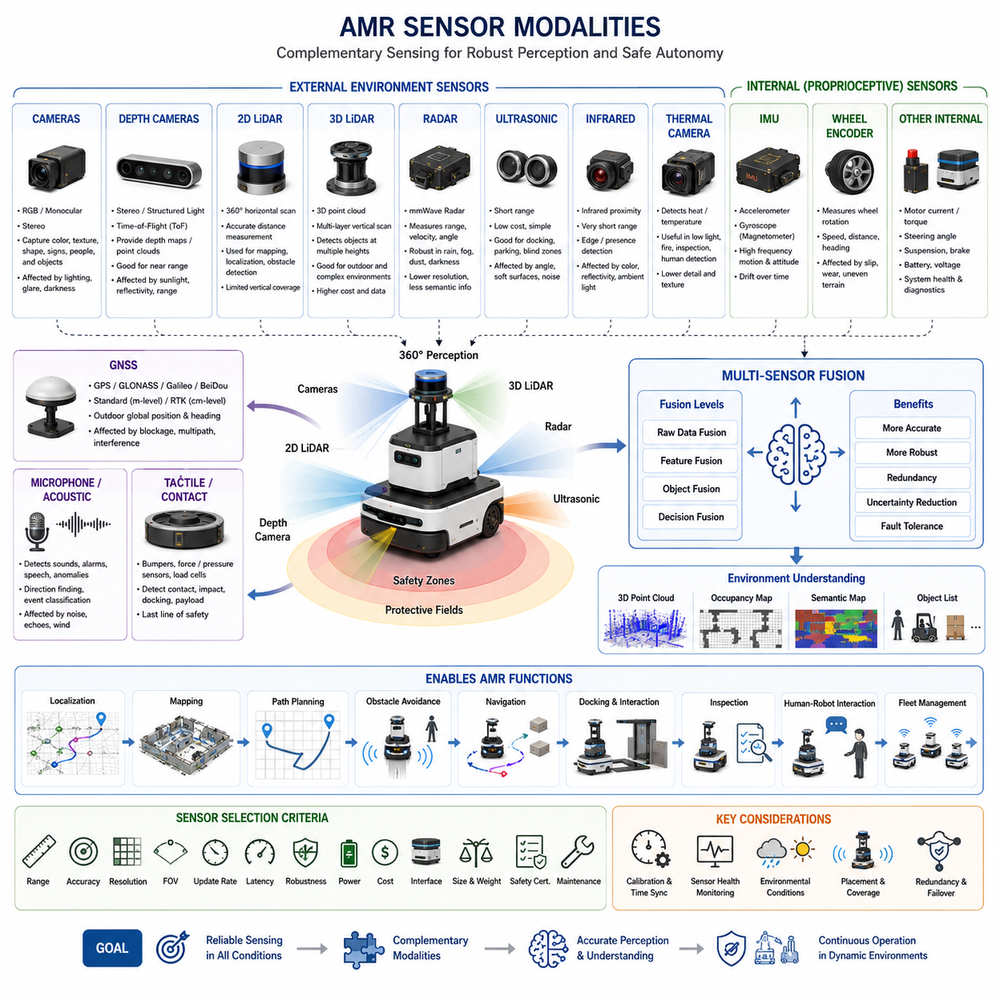 AMR SENSOR MODALITIES
Complementary Sensing for Robust Perception and Safe Autonomy
EXTERNAL ENVIRONMENT SENSORS
INTERNAL (PROPRIOCEPTIVE) SENSORS
CAMERAS
• RGB / Monocular
• Stereo
• Capture color, texture,
shape, signs, people,
and objects
• Affected by lighting,
glare, darkness
DEPTH CAMERAS
• Stereo / Structured Light
• Time-of-Flight (ToF)
• Provide depth maps /
point clouds
• Good for near range
• Affected by sunlight,
reflectivity, range
2D LiDAR
• 360° horizontal scan
• Accurate distance
measurement
• Used for mapping,
localization, obstacle
detection
• Limited vertical coverage
3D LiDAR
• 3D point cloud
• Multi-layer vertical scan
• Detects objects at
multiple heights
• Good for outdoor and
complex environments
• Higher cost and data
RADAR
• mmWave Radar
• Measures range,
velocity, angle
• Robust in rain, fog,
dust, darkness
• Lower resolution,
less semantic info
ULTRASONIC
• Short range
• Low cost, simple
• Good for docking,
parking, blind zones
• Affected by angle,
soft surfaces, noise
INFRARED
• Infrared proximity
• Very short range
• Edge / presence
detection
• Affected by color,
reflectivity, ambient
light
THERMAL
CAMERA
• Detects heat /
temperature
• Useful in low light,
fire, inspection,
human detection
• Lower detail and
texture
IMU
IMU
• Accelerometer
• Gyroscope
(Magnetometer)
• High frequency
motion & attitude
• Drift over time
WHEEL
ENCODER
• Measures wheel
rotation
• Speed, distance,
heading
• Affected by slip,
wear, uneven
terrain
OTHER INTERNAL
• Motor current /
torque
• Steering angle
• Suspension, brake
• Battery, voltage
• System health &
diagnostics
GNSS
• GPS / GLONASS / Galileo / BeiDou
• Standard (m-level) / RTK (cm-level)
• Outdoor global position & heading
• Affected by blockage, multipath,
interference
MICROPHONE /
ACOUSTIC
• Detects sounds, alarms,
speech, anomalies
• Direction finding,
event classification
• Affected by noise,
echoes, wind
TAĊTILE /
CONTACT
• Bumpers, force / pressure
sensors, load cells
• Detect contact, impact,
docking, payload
• Last line of safety
360° Perception
Cameras
3D LiDAR
Radar
2D LiDAR
Ultrasonic
Depth
Camera
Safety Zones
Protective Fields
MULTI-SENSOR FUSION
Fusion Levels
Raw Data Fusion
Feature Fusion
Object Fusion
Decision Fusion
Benefits
More Accurate
More Robust
Redundancy
Uncertainty Reduction
Fault Tolerance
Environment Understanding
3D Point Cloud
Occupancy Map
Semantic Map
Object List
...
ENABLES AMR FUNCTIONS
Localization
Mapping
Path Planning
Obstacle Avoidance
Navigation
Docking & Interaction
Inspection
Human-Robot Interaction
Fleet Management
SENSOR SELECTION CRITERIA
Range
Accuracy
Resolution
FOV
Update Rate
Latency
Robustness
Power
$
Cost
Interface
Size & Weight
Safety Cert.
Maintenance
KEY CONSIDERATIONS
Calibration &
Time Sync
Sensor Health
Monitoring
Environmental
Conditions
Placement &
Coverage
Redundancy &
Failover
GOAL
Reliable Sensing
in All Conditions
Complementary
Modalities
Accurate Perception
& Understanding
Continuous Operation
in Dynamic Environments